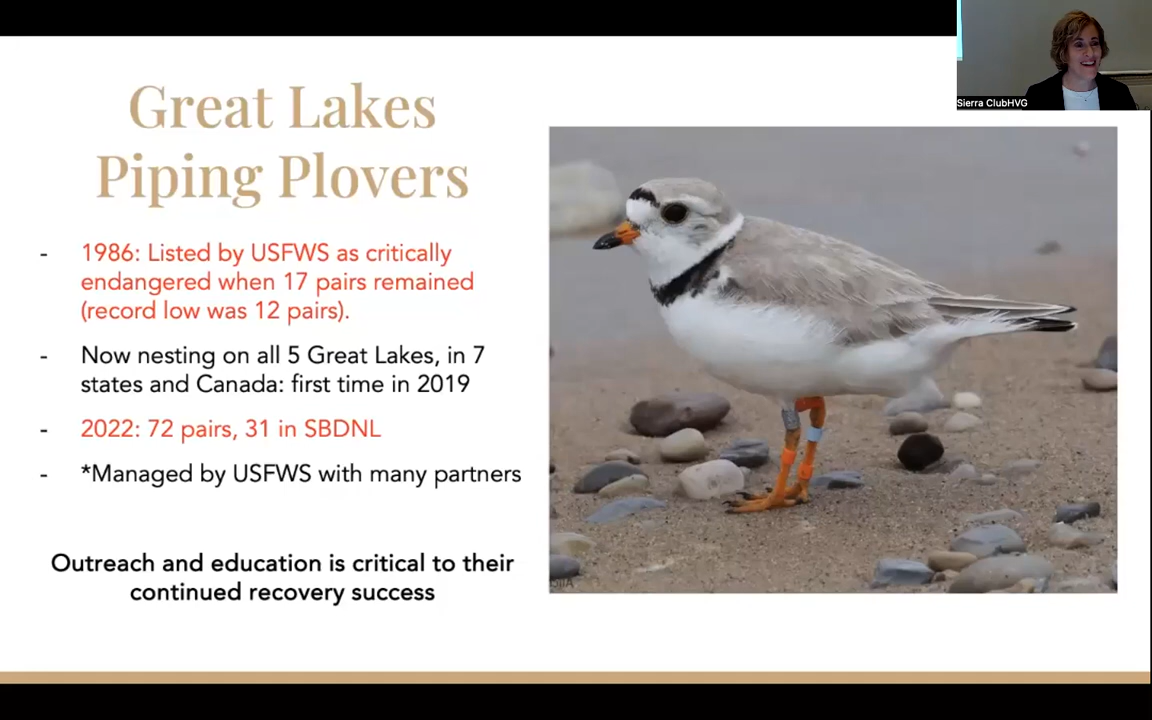 Sierra ClubHVG
Great Lakes
Piping Plovers
- 1986: Listed by USFWS as critically
endangered when 17 pairs remained
(record low was 12 pairs).
- Now nesting on all 5 Great Lakes, in 7
states and Canada: first time in 2019
- 2022: 72 pairs, 31 in SBDNL
- *Managed by USFWS with many partners
Outreach and education is critical to their
continued recovery success